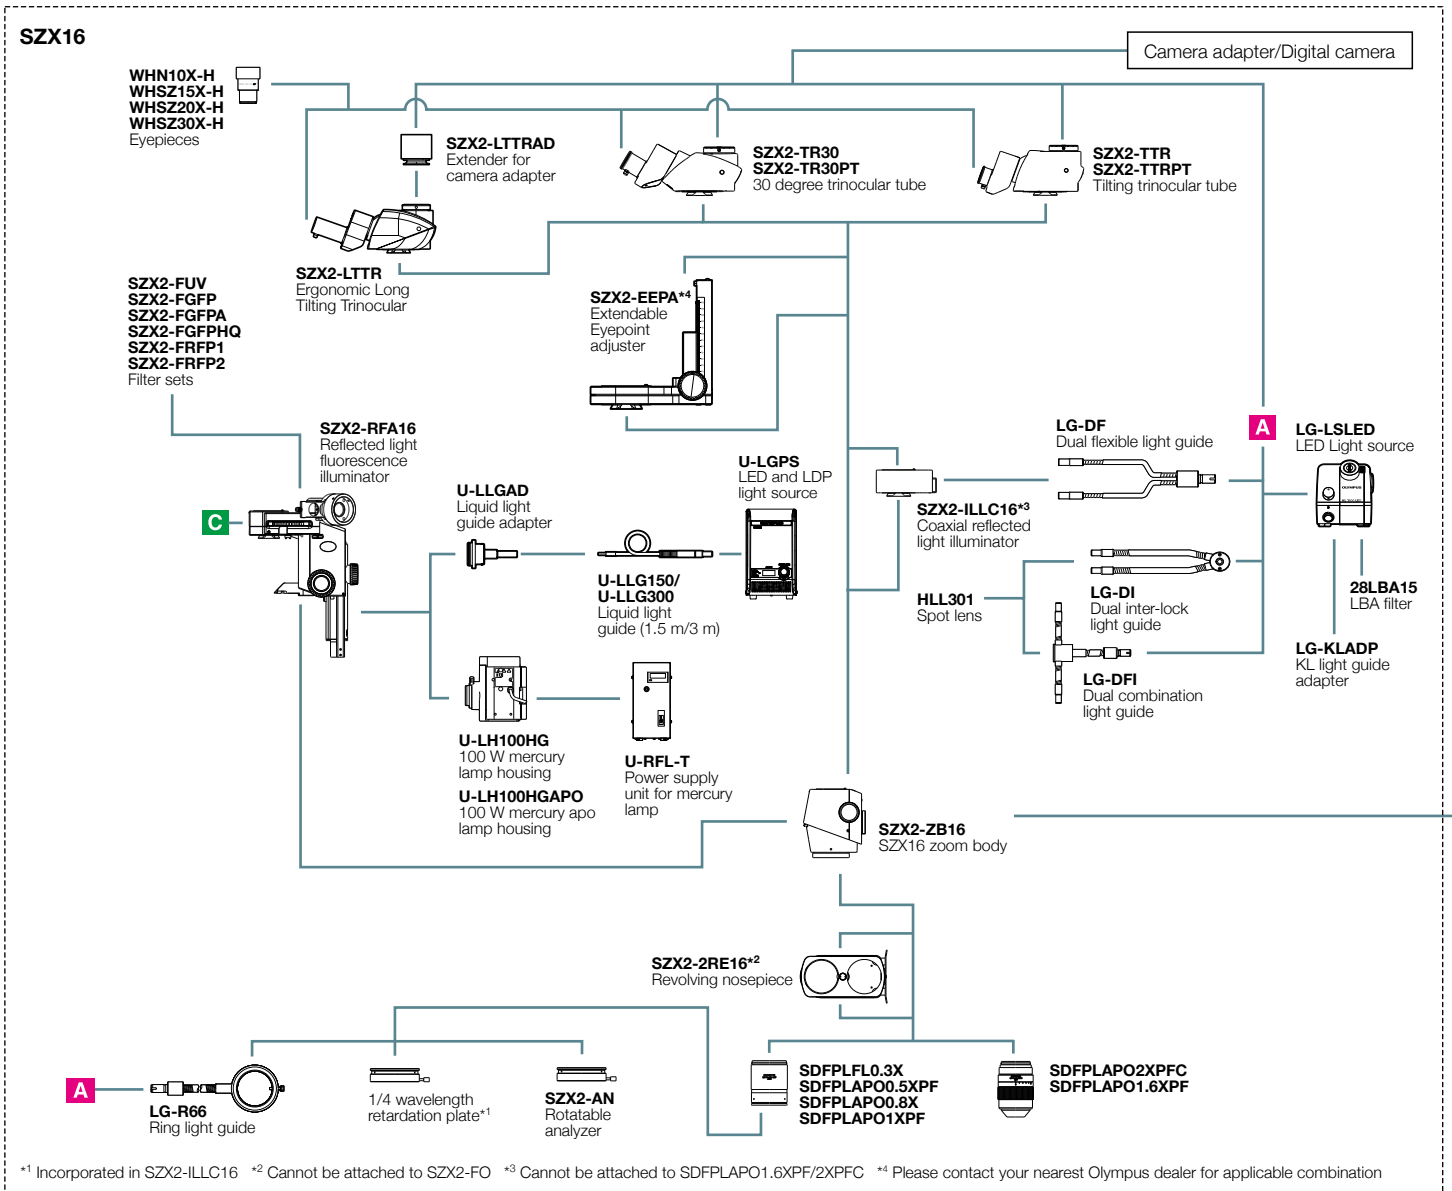 SZX16
Camera adapter/Digital camera
WHN10X-H
WHSZ15X-H
WHSZ20X-H
WHSZ30X-H
Eyepieces
SZX2-LTTRAD
Extender for
camera adapter
SZX2-TR30
SZX2-TR30PT
30 degree trinocular tube
SZX2-TTR
SZX2-TTRPT
Tilting trinocular tube
SZX2-LTTR
Ergonomic Long
Tilting Trinocular
SZX2-FUV
SZX2-FGFP
SZX2-FGFPA
SZX2-FGFPHQ
SZX2-FRFP1
SZX2-FRFP2
Filter sets
SZX2-EEPA*4
Extendable
Eyepoint
adjuster
SZX2-RFA16
Reflected light
fluorescence
illuminator
C
U-LLGAD
Liquid light
guide adapter
U-LLG150/
U-LLG300
Liquid light
guide (1.5 m/3 m)
U-LGPS
LED and LDP
light source
SZX2-ILLC16*3
Coaxial reflected
light illuminator
LG-DF
Dual flexible light guide
A
LG-LSLED
LED Light source
OLYMPUS
HLL301
Spot lens
LG-DI
Dual inter-lock
light guide
LG-DFI
Dual combination
light guide
28LBA15
LBA filter
LG-KLADP
KL light guide
adapter
U-LH100HG
100 W mercury
lamp housing
U-LH100HGAPO
100 W mercury apo
lamp housing
U-RFL-T
Power supply
unit for mercury
lamp
SZX2-ZB16
SZX16 zoom body
SZX2-2RE16*2
Revolving nosepiece
A
LG-R66
Ring light guide
1/4 wavelength
retardation plate*1
SZX2-AN
Rotatable
analyzer
SDFPLFL0.3X
SDFPLAPO0.5XPF
SDFPLAPO0.8X
SDFPLAPO1XPF
SDFPLAPO2XPFC
SDFPLAPO1.6XPF
*1 Incorporated in SZX2-ILLC16 *2 Cannot be attached to SZX2-FO *3 Cannot be attached to SDFPLAPO1.6XPF/2XPFC *4 Please contact your nearest Olympus dealer for applicable combination